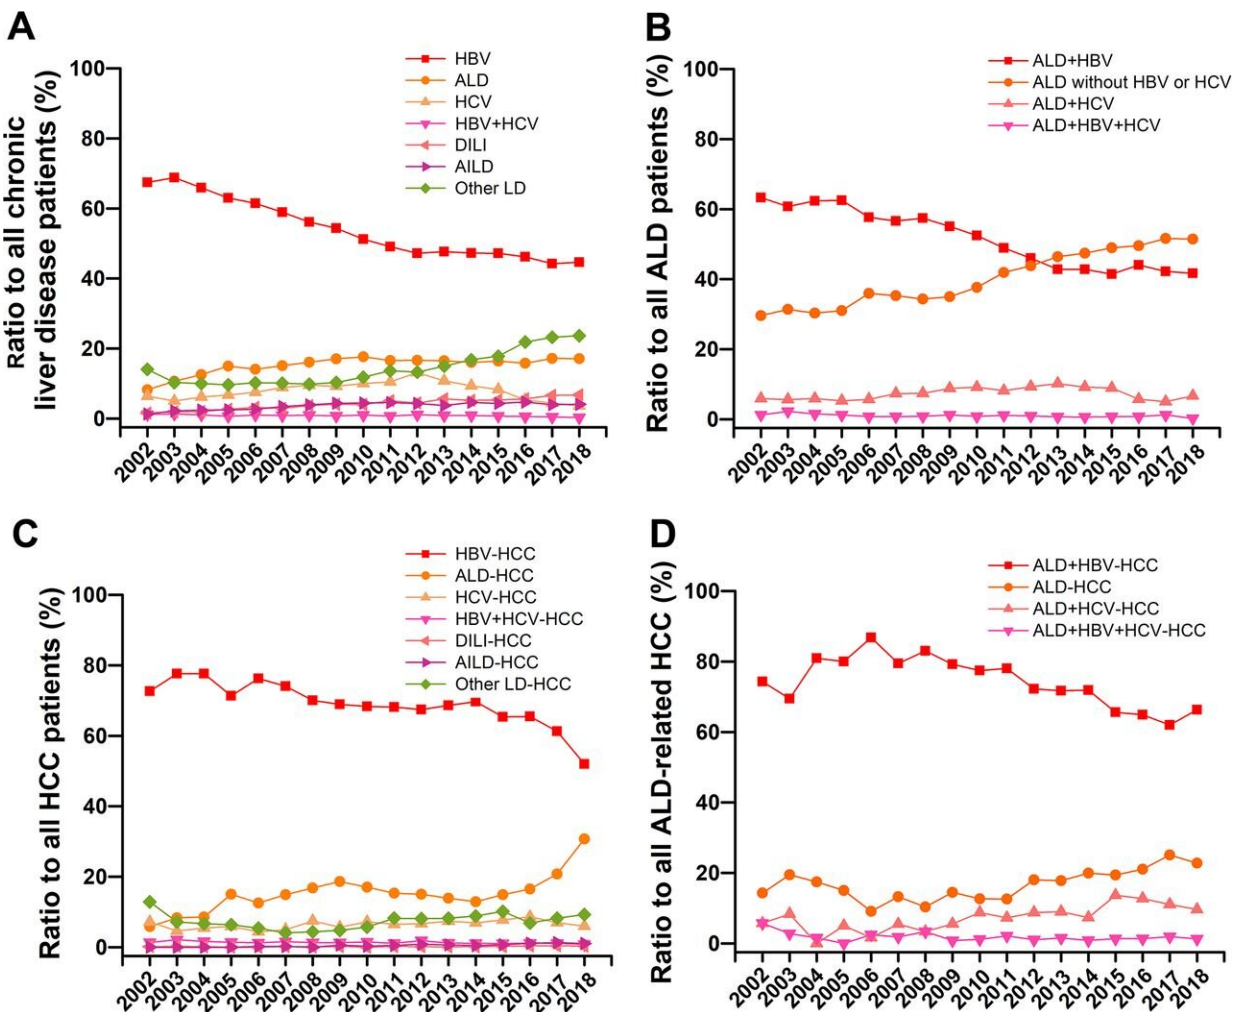 A
Ratio to all chronic
liver disease patients (%)
100
80
60
40
20
0
HBV
ALD
HCV
HBV+HCV
DILI
AILD
Other LD
2002 2003 2004 2005 2006 2007 2008 2009 2010 2011 2012 2013 2014 2015 2016 2017 2018
B
Ratio to all ALD patients (%)
100
80
60
40
20
0
ALD+HBV
ALD without HBV or HCV
ALD+HCV
ALD+HBV+HCV
2002 2003 2004 2005 2006 2007 2008 2009 2010 2011 2012 2013 2014 2015 2016 2017 2018
C
Ratio to all HCC patients (%)
100
80
60
40
20
0
HBV-HCC
ALD-HCC
HCV-HCC
HBV+HCV-HCC
DILI-HCC
AILD-HCC
Other LD-HCC
2002 2003 2004 2005 2006 2007 2008 2009 2010 2011 2012 2013 2014 2015 2016 2017 2018
D
Ratio to all ALD-related HCC (%)
100
80
60
40
20
0
ALD+HBV-HCC
ALD-HCC
ALD+HCV-HCC
ALD+HBV+HCV-HCC
2002 2003 2004 2005 2006 2007 2008 2009 2010 2011 2012 2013 2014 2015 2016 2017 2018